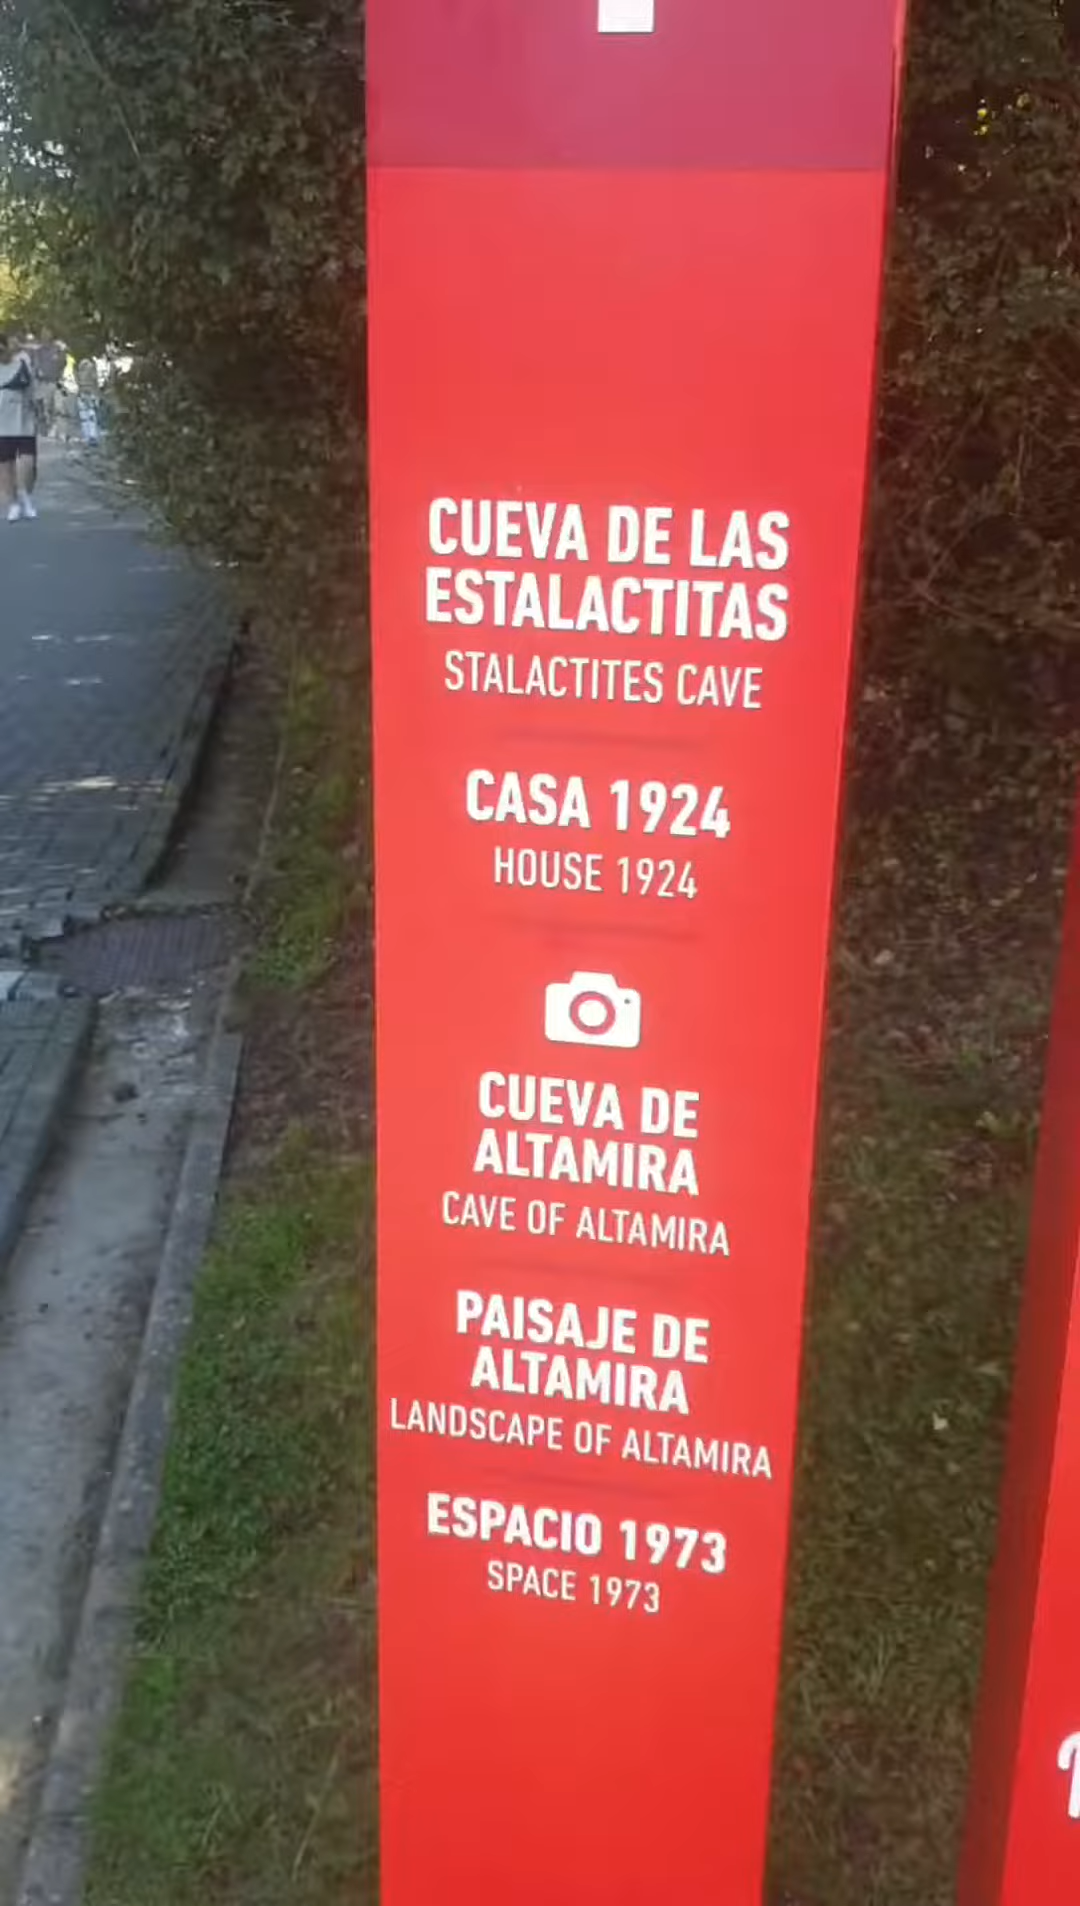 CUEVA DE LAS
ESTALACTITAS
STALACTITES CAVE
CASA 1924
HOUSE 1924
CUEVA DE
ALTAMIRA
CAVE OF ALTAMIRA
PAISAJE DE
ALTAMIRA
LANDSCAPE OF ALTAMIRA
ESPACIO 1973
SPACE 1973